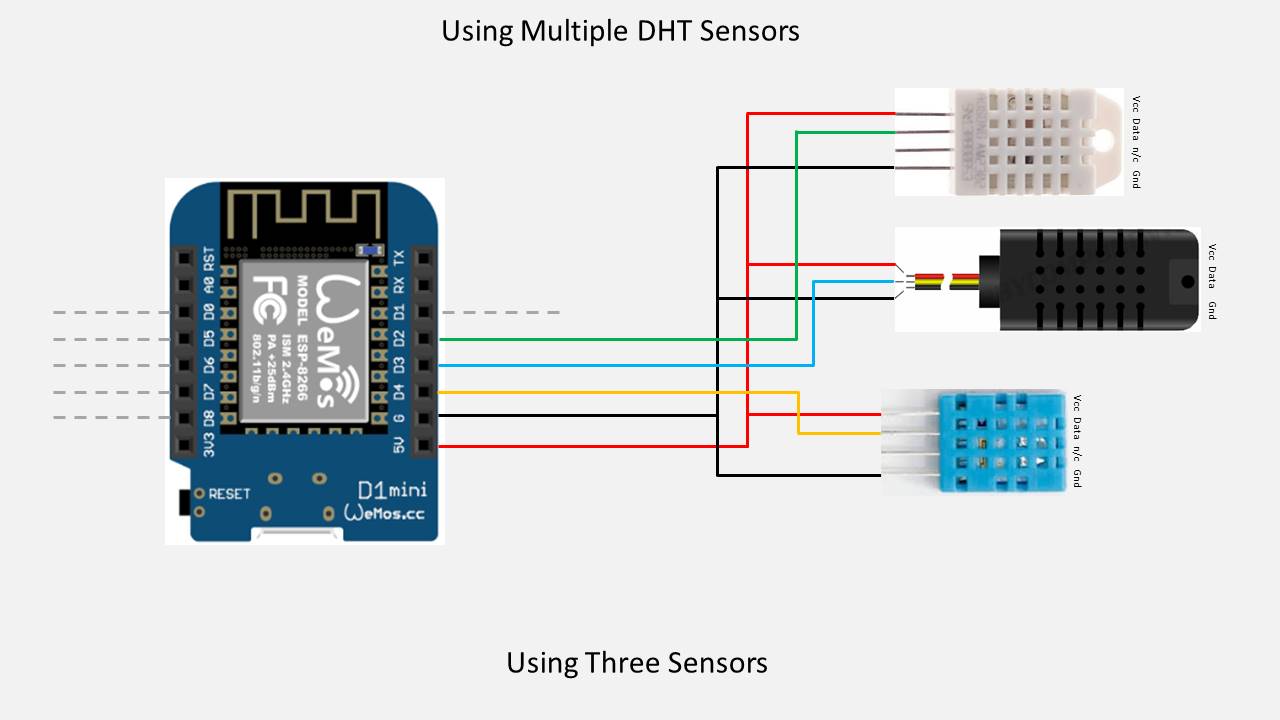 Using Multiple DHT Sensors
Vcc Data n/c Gnd
Vcc Data Gnd
Vcc Data n/c Gnd
RST
A0
D0
D5
D6
D7
D8
3V3
TX
RX
D1
D2
D3
D4
G
5V
WeMos
MODEL ESP-8266
ISM 2.4GHz
PA +25dBm
802.11b/g/n
FC
RESET
D1mini
WeMos.cc
Using Three Sensors